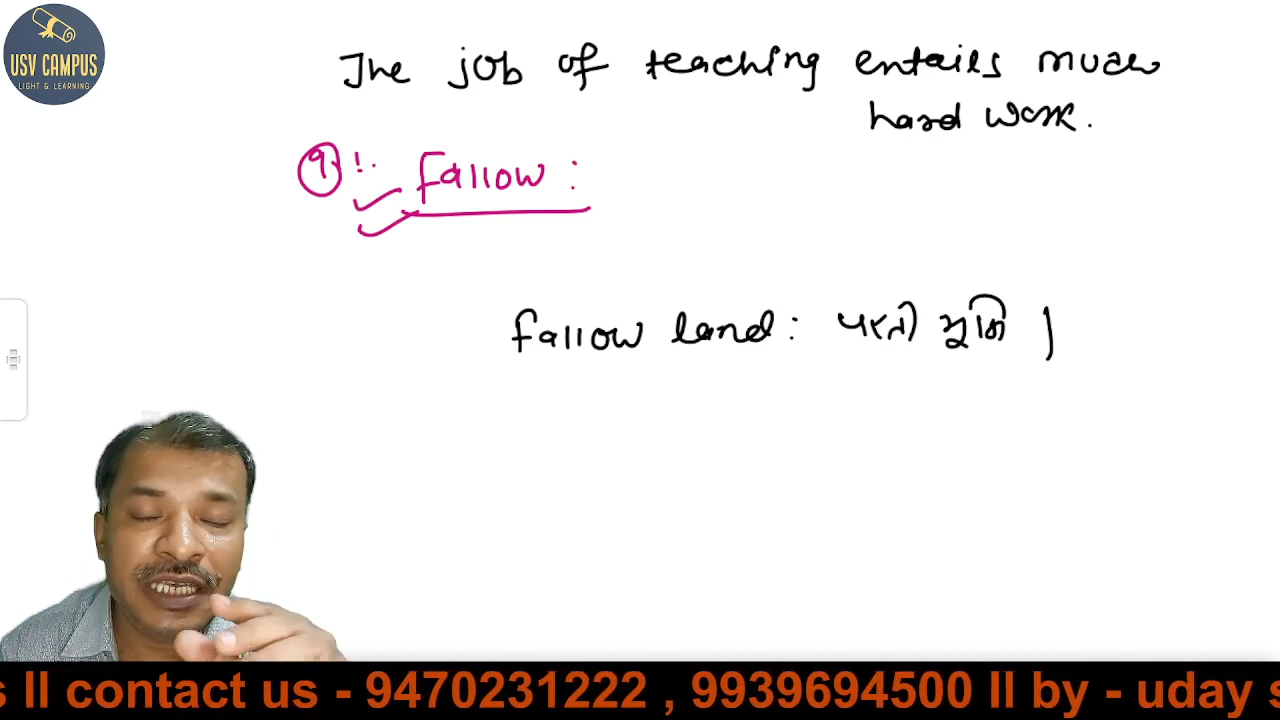 USV CAMPUS
LIGHT & LEARNING
The job of teaching entails much
hard work.
9 !. Fallow :
Fallow land : परती भूमि |
s ll contact us - 9470231222 , 9939694500 ll by - uday s